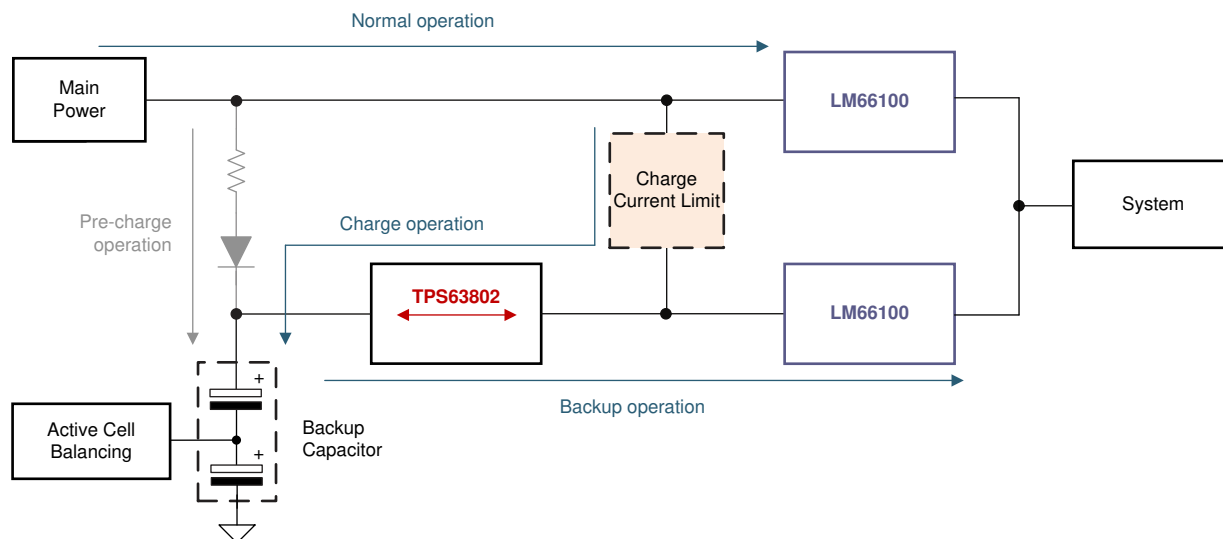 Normal operation
Main
Power
LM66100
Charge
Current Limit
Pre-charge
operation
Charge operation
System
TPS63802
LM66100
Backup operation
+
Active Cell
Balancing
Backup
Capacitor
+